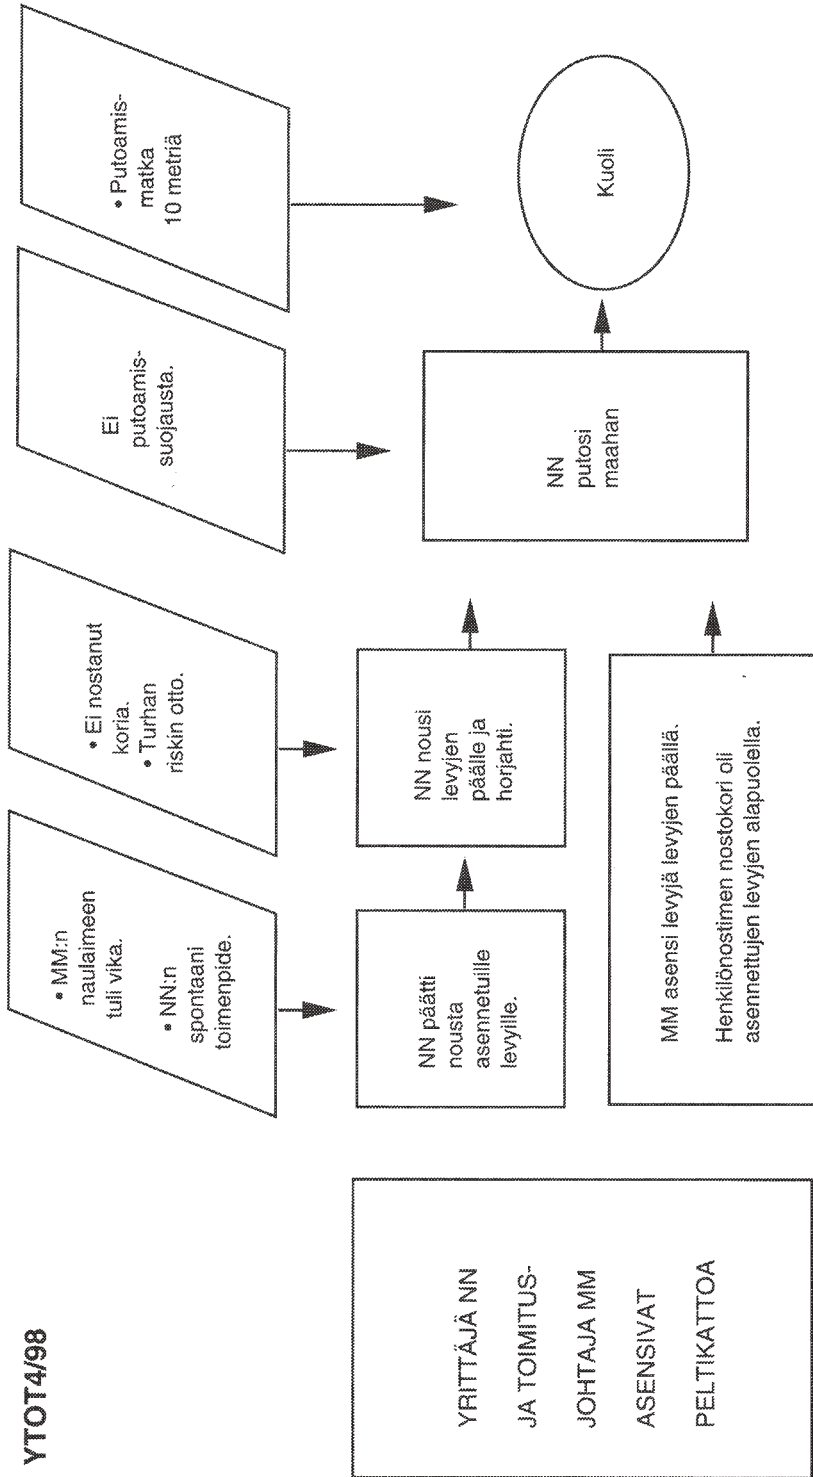 YTOT4/98
YRITTÄJÄ NN
JA TOIMITUS-
JOHTAJA MM
ASENSIVAT
PELTIKATTOA
• MM:n
naulaimeen
tuli vika.
• NN:n
spontaani
toimenpide.
NN päätti
nousta
asennetuille
levyille.
• Ei nostanut
koria.
• Turhan
riskin otto.
NN nousi
levyjen
päälle ja
horjahti.
MM asensi levyjä levyjen päällä.
Henkilönostimen nostokori oli
asennettujen levyjen alapuolella.
Ei
putoamis-
suojausta.
NN
putosi
maahan
• Putoamis-
matka
10 metriä
Kuoli